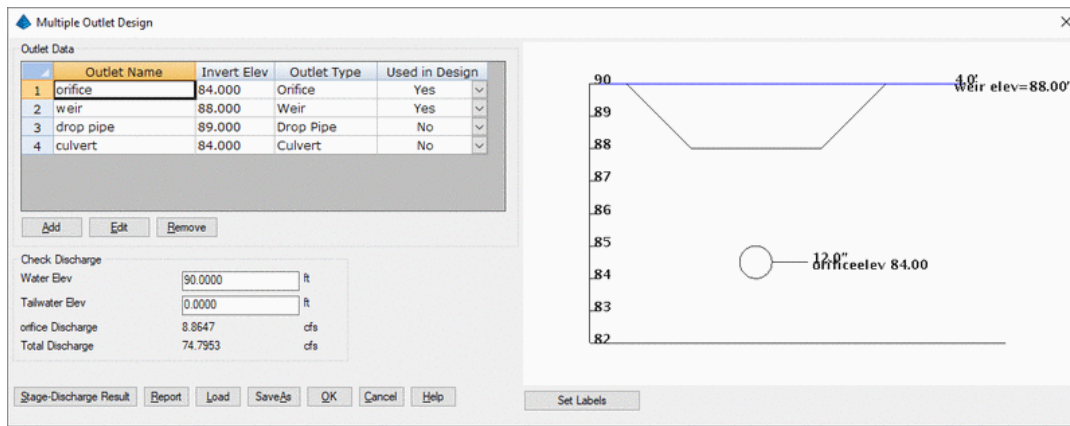 Multiple Outlet Design
Outlet Data
Outlet Name Invert Elev Outlet Type Used in Design
1 orifice 84.000 Orifice Yes
2 weir 88.000 Weir Yes
3 drop pipe 89.000 Drop Pipe No
4 culvert 84.000 Culvert No
Add Edit Remove
Check Discharge
Water Elev 90.0000 ft
Tailwater Elev 0.0000 ft
orifice Discharge 8.8647 cfs
Total Discharge 74.7953 cfs
Stage-Discharge Result Report Load SaveAs OK Cancel Help
90
89
88
87
86
85
84
83
82
4.0'
weir elev=88.00'
12.0"
orificeelev 84.00
Set Labels